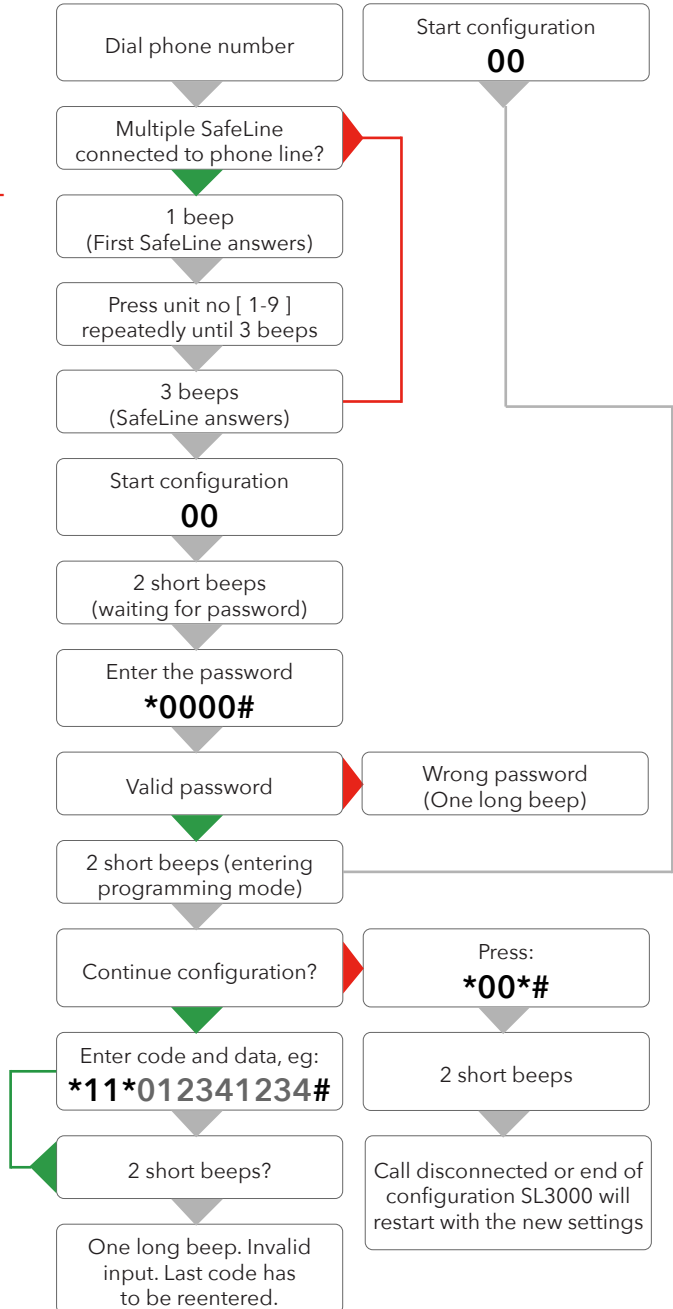 Dial phone number
Start configuration
00
Multiple SafeLine
connected to phone line?
1 beep
(First SafeLine answers)
Press unit no [ 1-9 ]
repeatedly until 3 beeps
3 beeps
(SafeLine answers)
Start configuration
00
2 short beeps
(waiting for password)
Enter the password
*0000#
Valid password
Wrong password
(One long beep)
2 short beeps (entering
programming mode)
Continue configuration?
Press:
*00*#
Enter code and data, eg:
*11*012341234#
2 short beeps
2 short beeps?
Call disconnected or end of
configuration SL3000 will
restart with the new settings
One long beep. Invalid
input. Last code has
to be reentered.